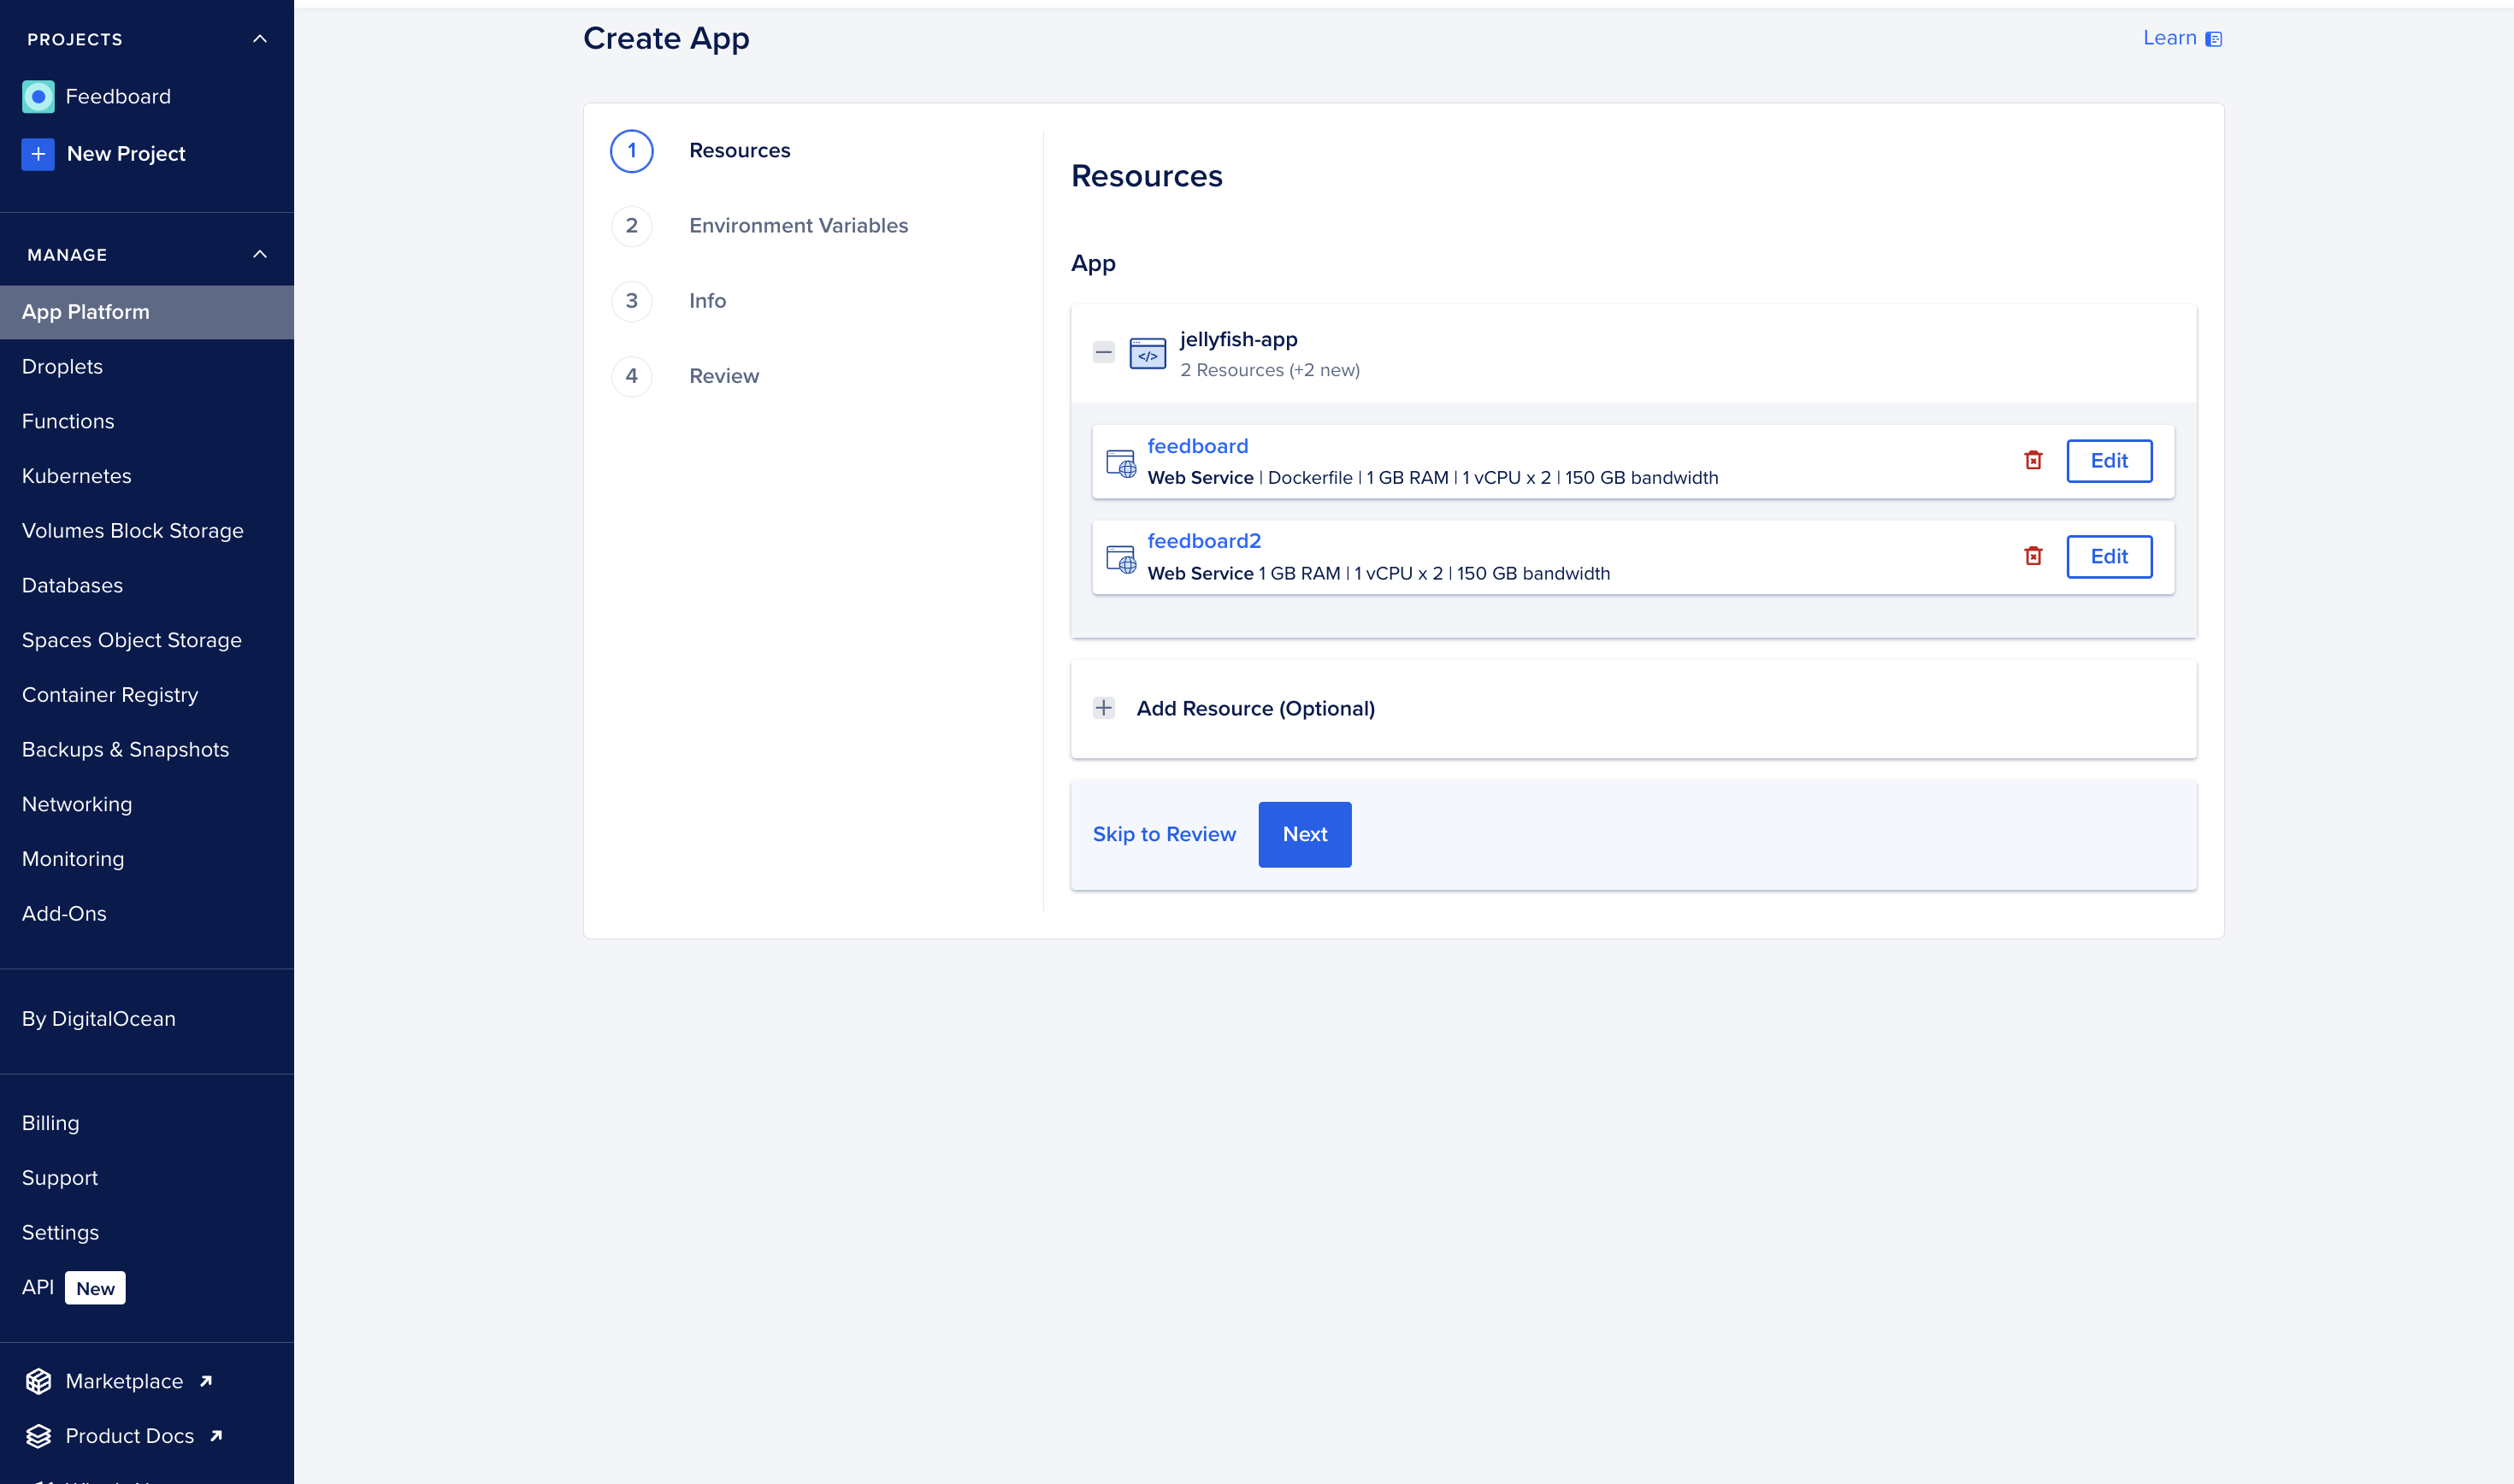 PROJECTS
Feedboard
New Project
MANAGE
App Platform
Droplets
Functions
Kubernetes
Volumes Block Storage
Databases
Spaces Object Storage
Container Registry
Backups & Snapshots
Networking
Monitoring
Add-Ons
By DigitalOcean
Billing
Support
Settings
API New
Marketplace
Product Docs
Create App
Learn
1 Resources
2 Environment Variables
3 Info
4 Review
Resources
App
jellyfish-app
2 Resources (+2 new)
feedboard
Web Service | Dockerfile | 1 GB RAM | 1 vCPU x 2 | 150 GB bandwidth
Edit
feedboard2
Web Service 1 GB RAM | 1 vCPU x 2 | 150 GB bandwidth
Edit
Add Resource (Optional)
Skip to Review
Next